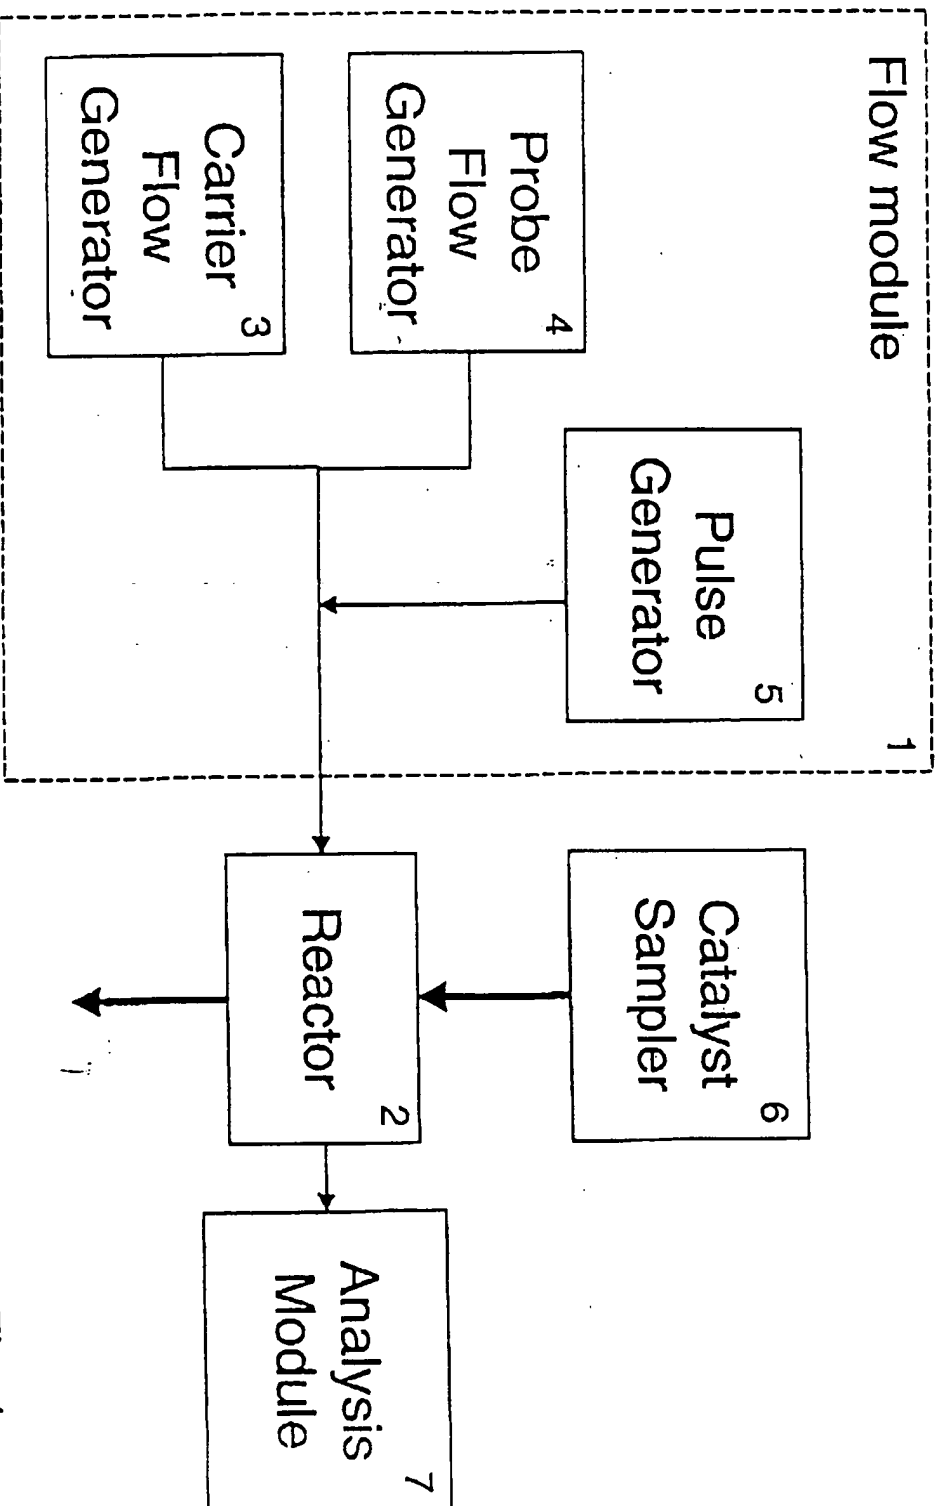 Flow module
1
Probe
Flow
Generator
4
Carrier
Flow
Generator
3
Pulse
Generator
5
Catalyst
Sampler
6
Reactor
2
Analysis
Module
7